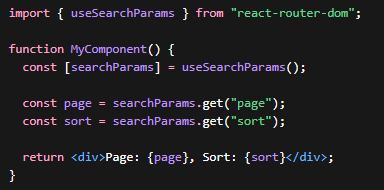 import { useSearchParams } from "react-router-dom";

function MyComponent() {
  const [searchParams] = useSearchParams();

  const page = searchParams.get("page");
  const sort = searchParams.get("sort");

  return <div>Page: {page}, Sort: {sort}</div>;
}